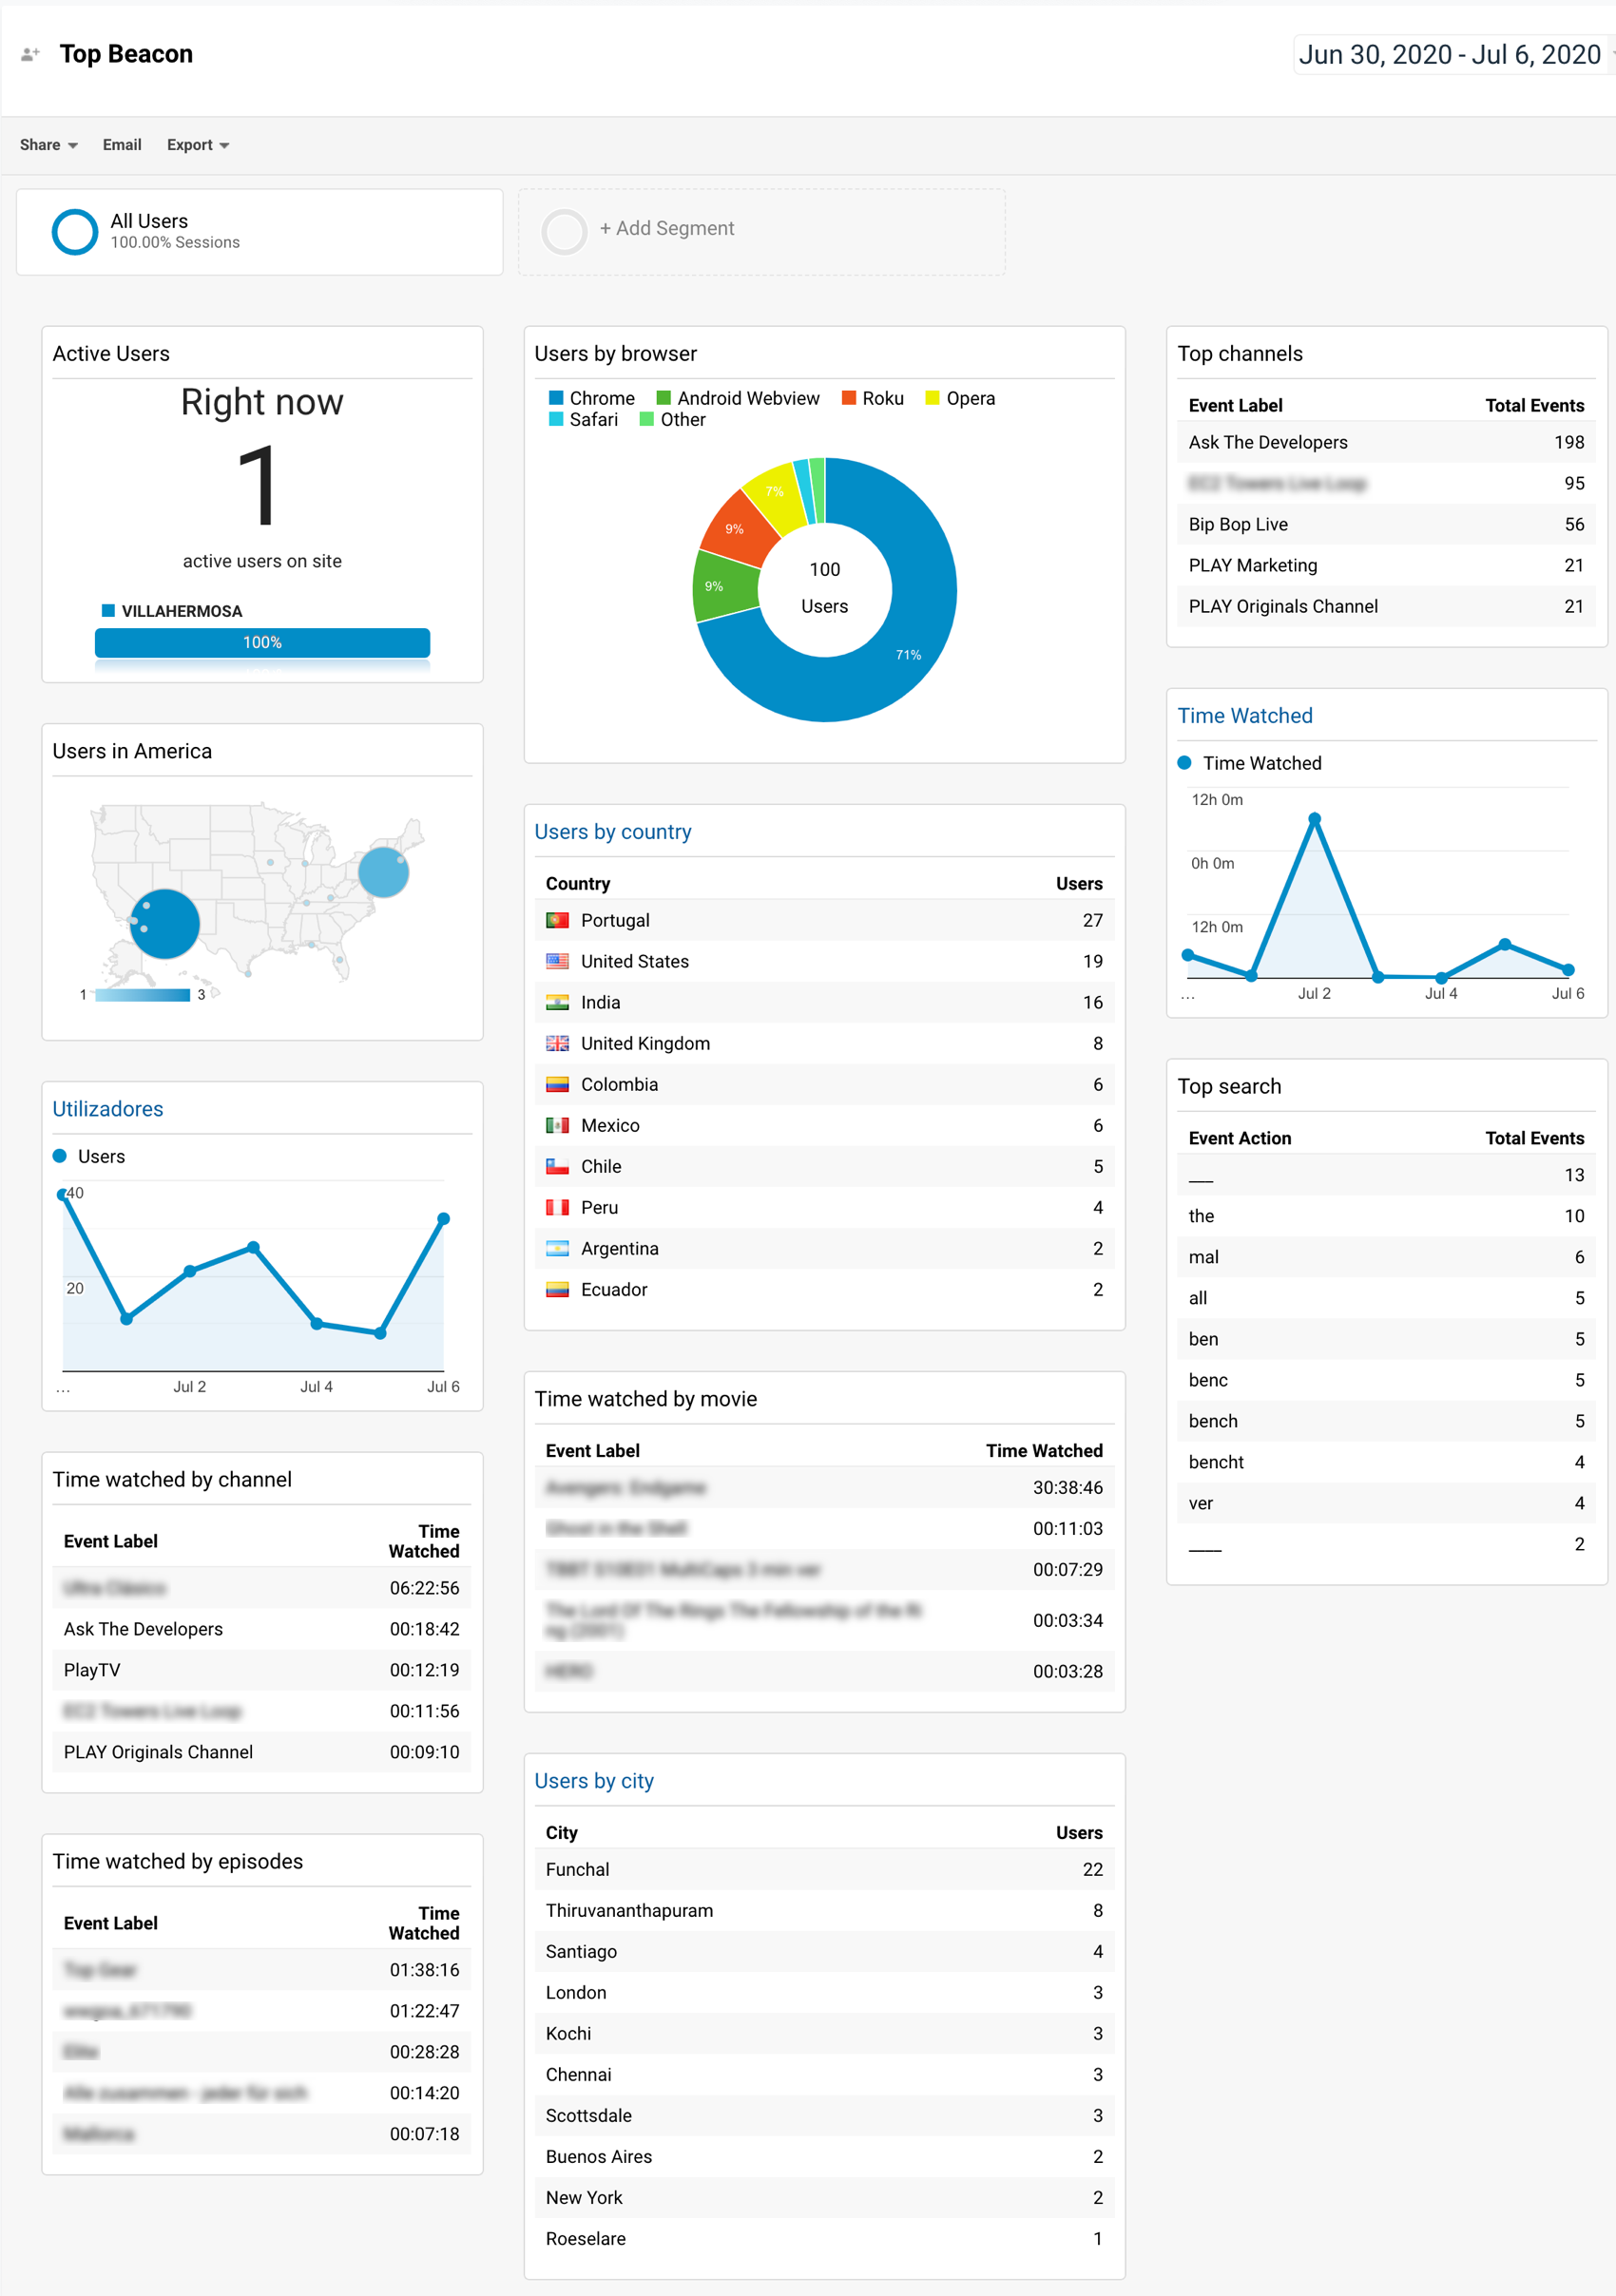 Top Beacon
Jun 30, 2020 - Jul 6, 2020
Share
Email
Export
All Users
100.00% Sessions
+ Add Segment
Active Users
Right now
1
active users on site
VILLAHERMOSA
100%
Users in America
1
3
Utilizadores
Users
40
20
...
Jul 2
Jul 4
Jul 6
Time watched by channel
Event Label Time Watched
06:22:56
Ask The Developers 00:18:42
PlayTV 00:12:19
00:11:56
PLAY Originals Channel 00:09:10
Time watched by episodes
Event Label Time Watched
01:38:16
01:22:47
00:28:28
00:14:20
00:07:18
Users by browser
Chrome Android Webview Roku Opera
Safari Other
7%
9%
9%
71%
100
Users
Users by country
Country Users
Portugal 27
United States 19
India 16
United Kingdom 8
Colombia 6
Mexico 6
Chile 5
Peru 4
Argentina 2
Ecuador 2
Time watched by movie
Event Label Time Watched
30:38:46
00:11:03
00:07:29
00:03:34
00:03:28
Users by city
City Users
Funchal 22
Thiruvananthapuram 8
Santiago 4
London 3
Kochi 3
Chennai 3
Scottsdale 3
Buenos Aires 2
New York 2
Roeselare 1
Top channels
Event Label Total Events
Ask The Developers 198
95
Bip Bop Live 56
PLAY Marketing 21
PLAY Originals Channel 21
Time Watched
Time Watched
12h 0m
0h 0m
12h 0m
...
Jul 2
Jul 4
Jul 6
Top search
Event Action Total Events
___ 13
the 10
mal 6
all 5
ben 5
benc 5
bench 5
bencht 4
ver 4
____ 2